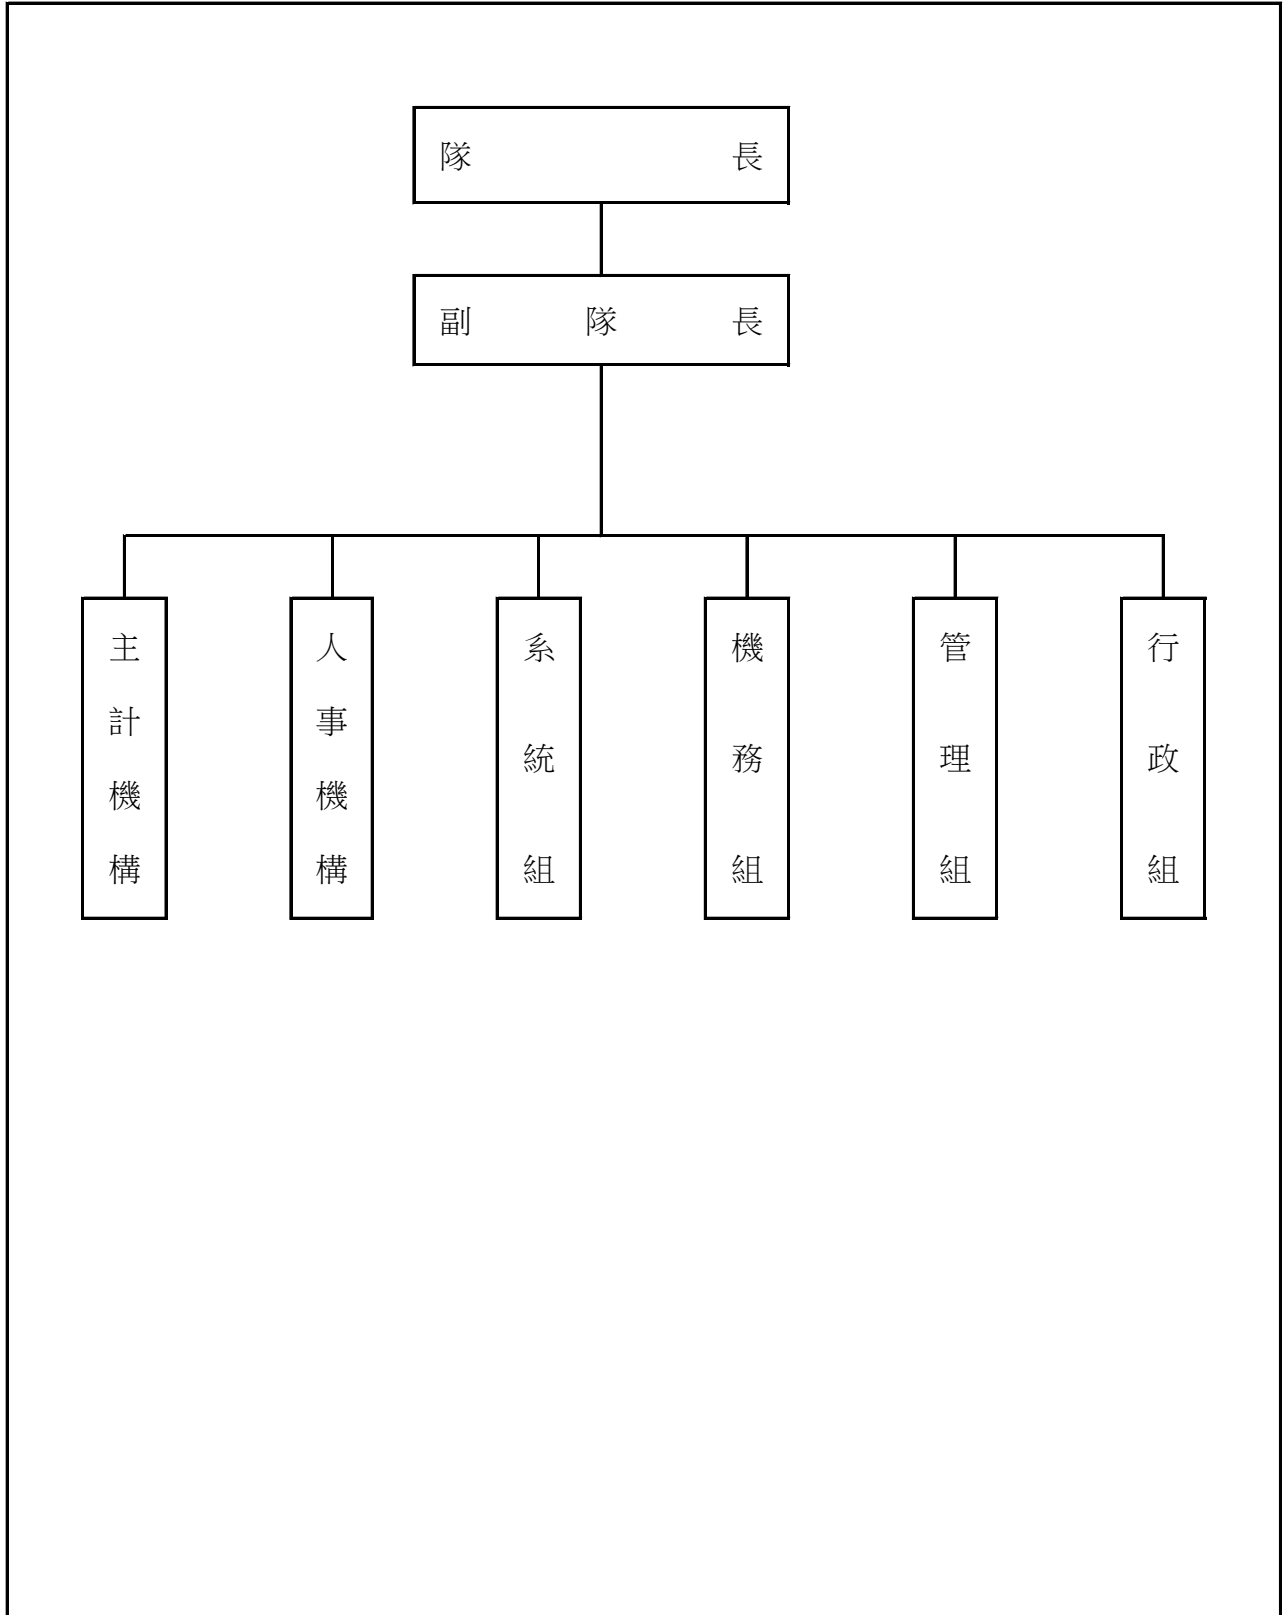 隊長
副隊長
主計機構
人事機構
系統組
機務組
管理組
行政組